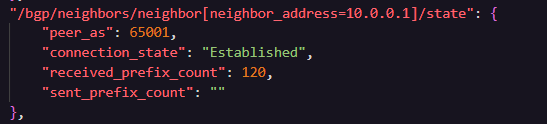 "/bgp/neighbors/neighbor[neighbor_address=10.0.0.1]/state": {
    "peer_as": 65001,
    "connection_state": "Established",
    "received_prefix_count": 120,
    "sent_prefix_count": ""
},